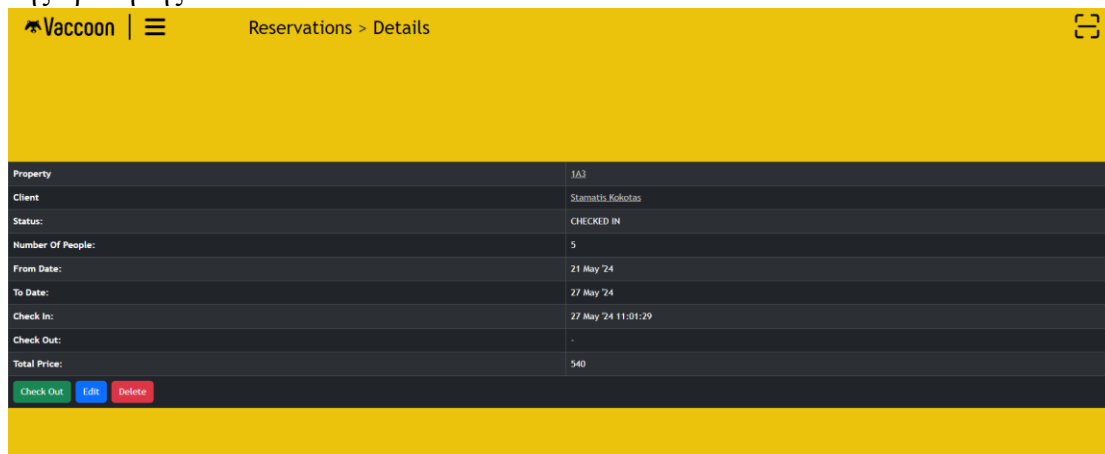 Vaccoon
Reservations > Details
Property 1A3
Client Stamatis Kokotas
Status: CHECKED IN
Number Of People: 5
From Date: 21 May '24
To Date: 27 May '24
Check In: 27 May '24 11:01:29
Check Out: -
Total Price: 540
Check Out Edit Delete